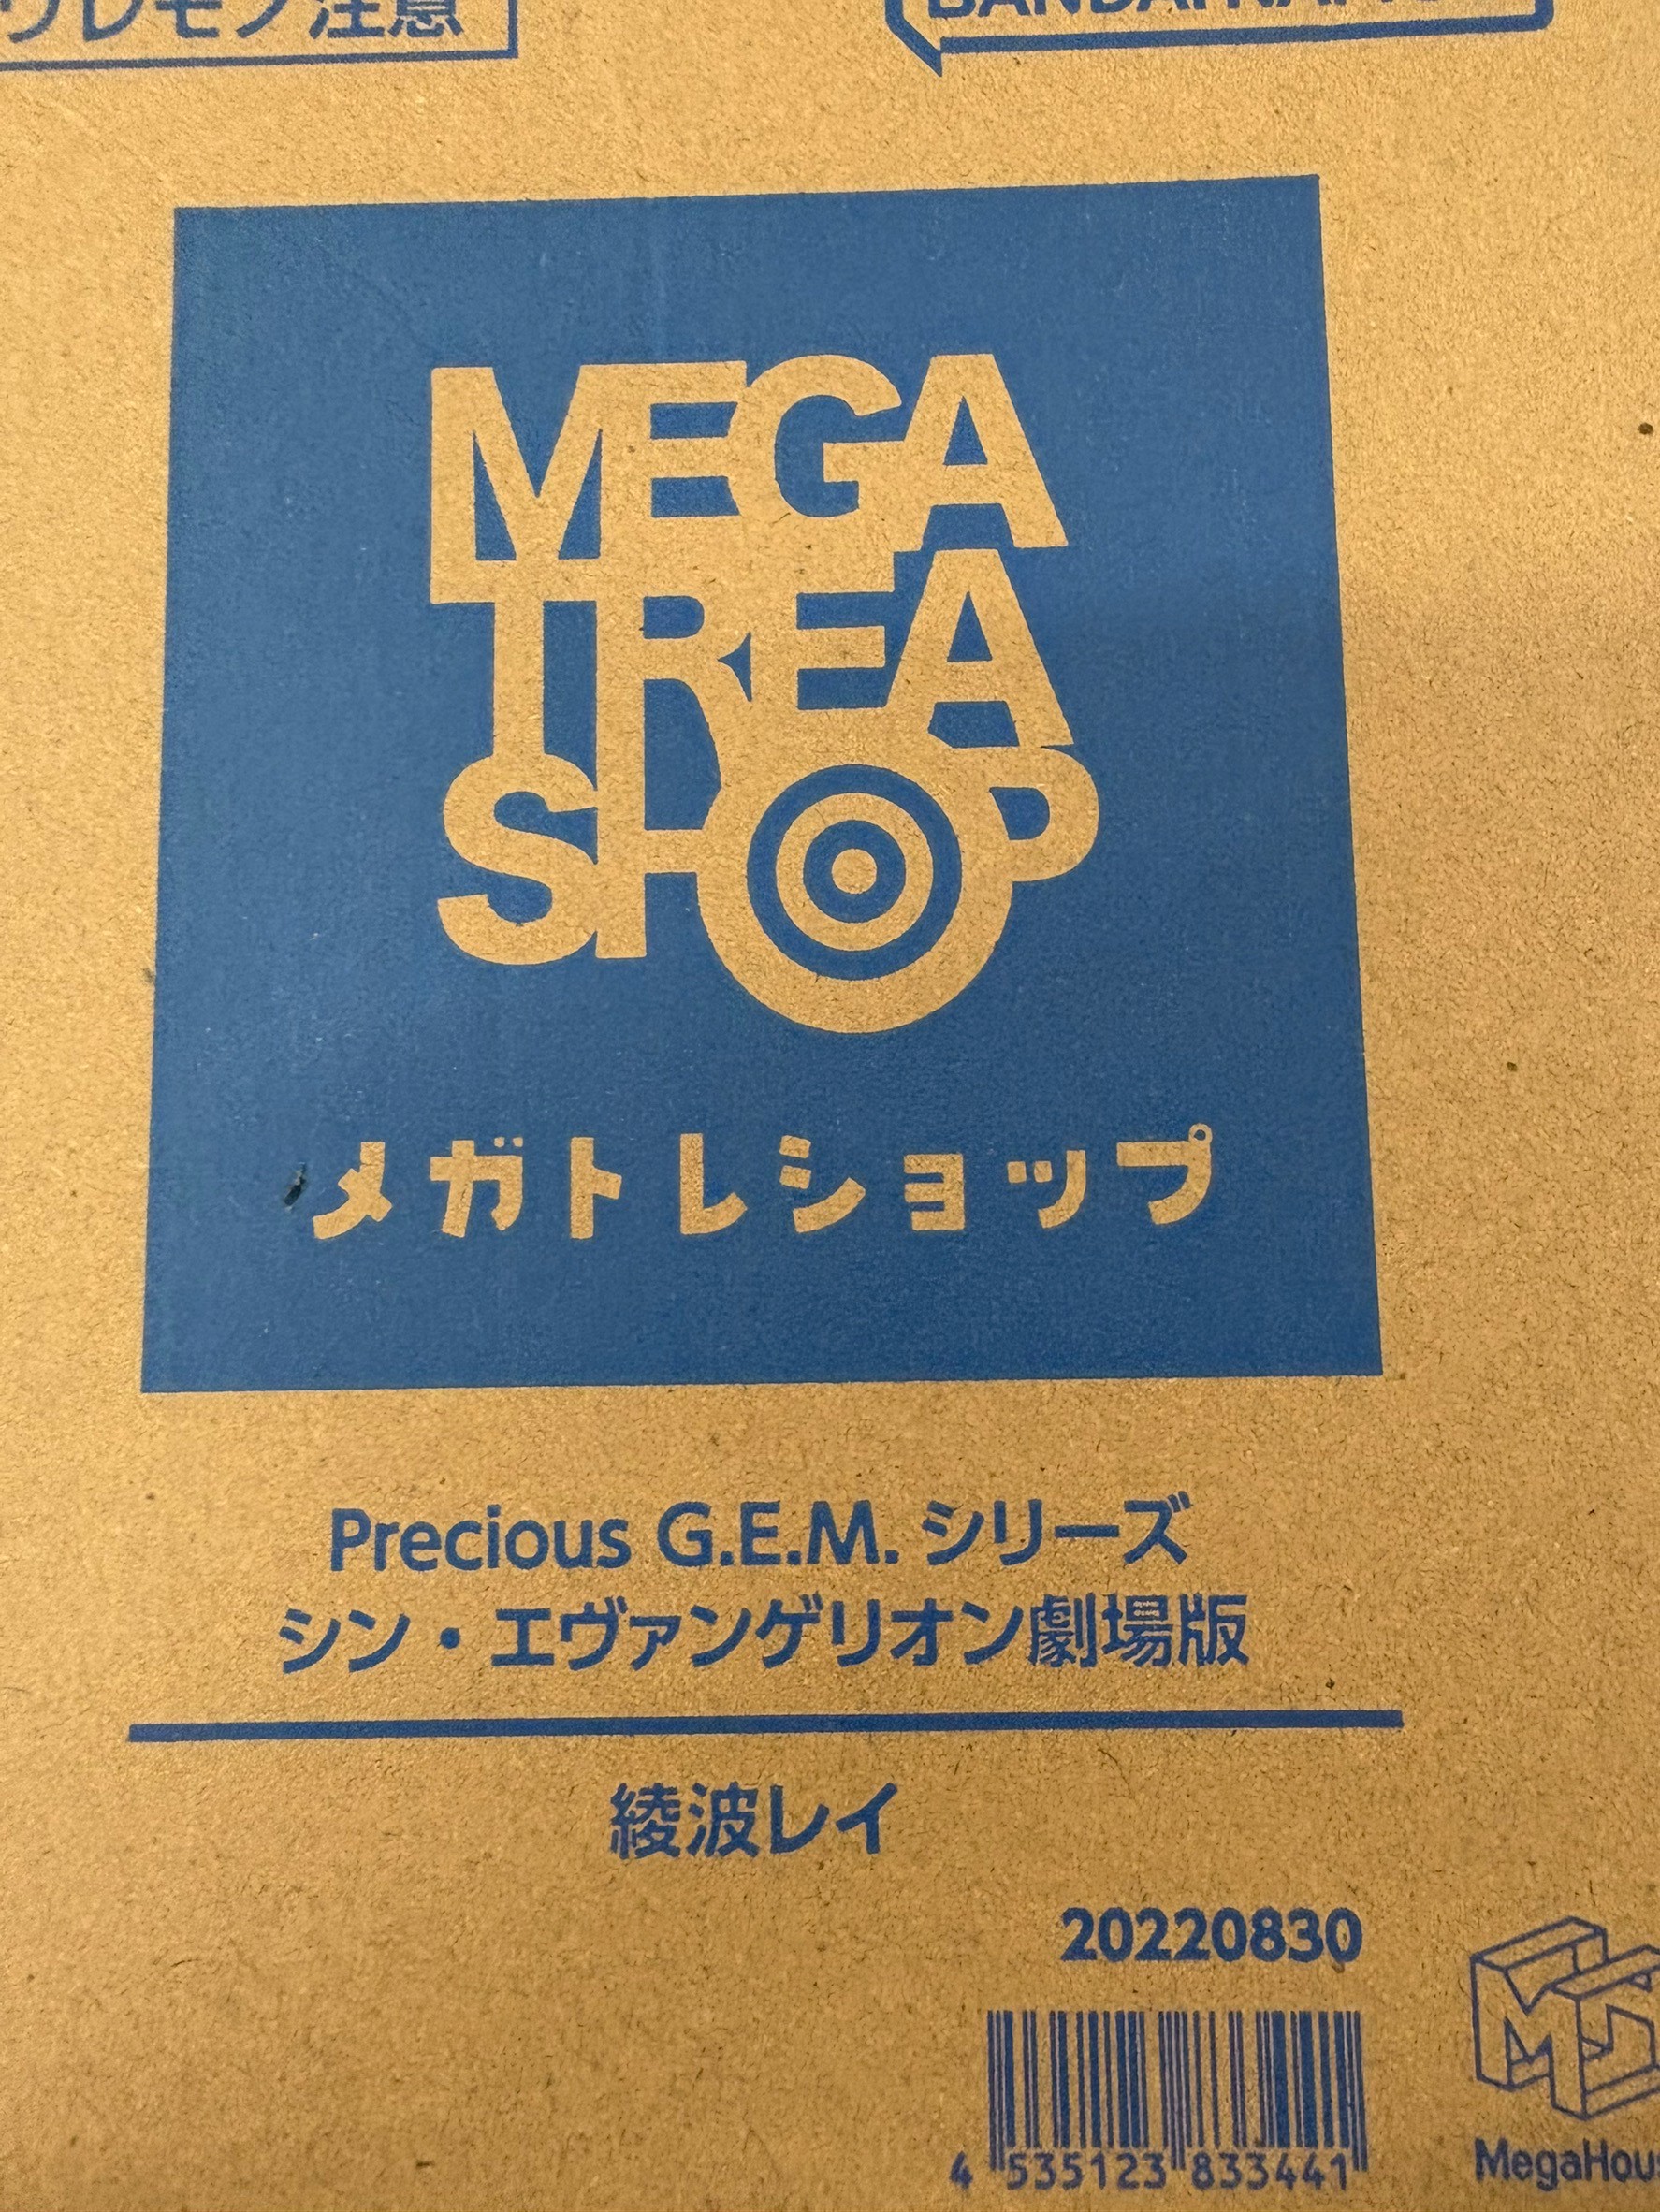 ワレモノ注意
MEGA
TREA
SHOP
メガトレショップ
Precious G.E.M. シリーズ
シン・エヴァンゲリオン劇場版
綾波レイ
20220830
4 535123 833441